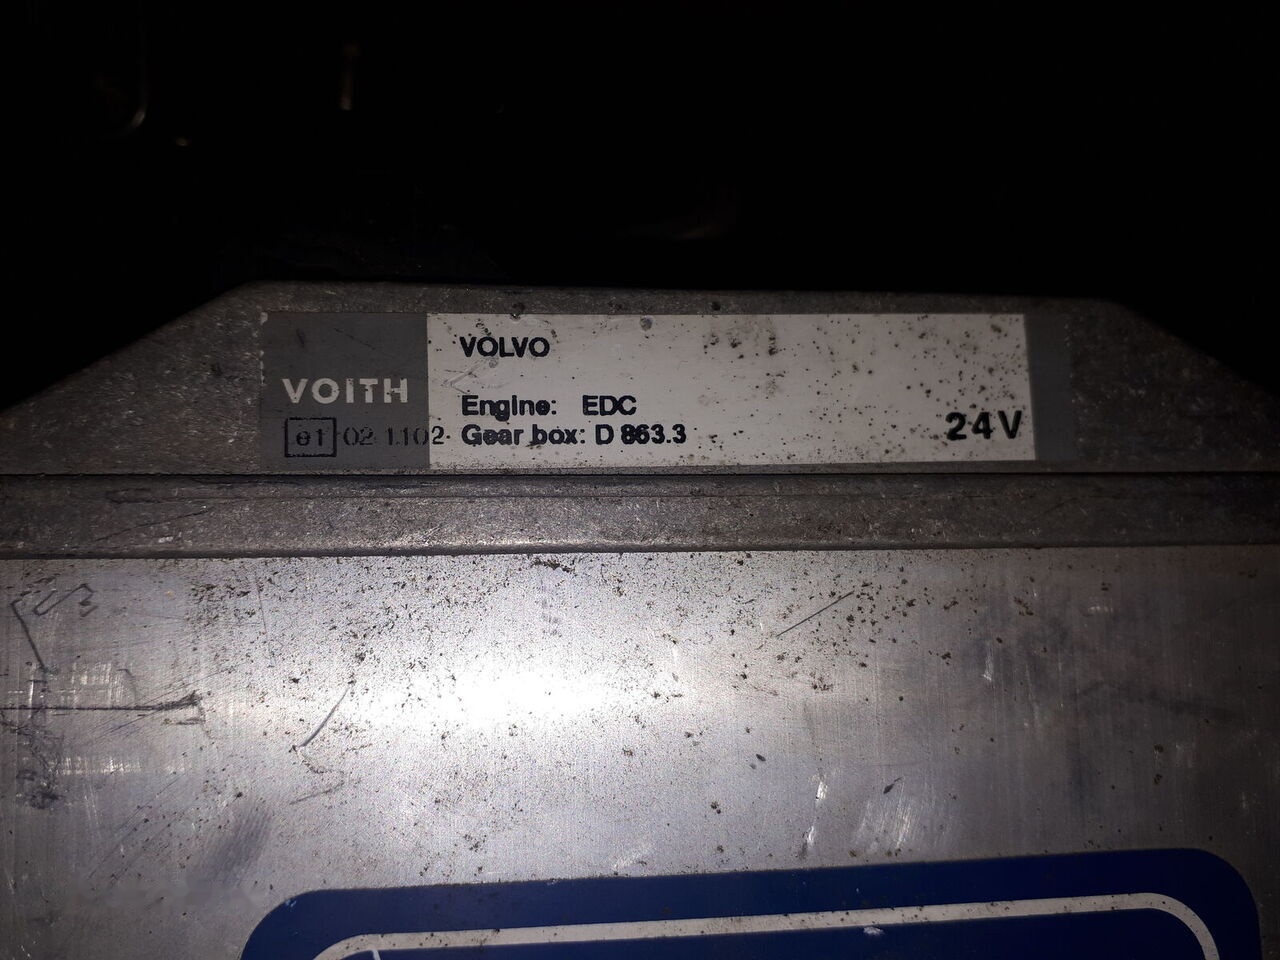 VOLVO
VOITH
Engine: EDC
e1 02 1102 Gear box: D 863.3
24V